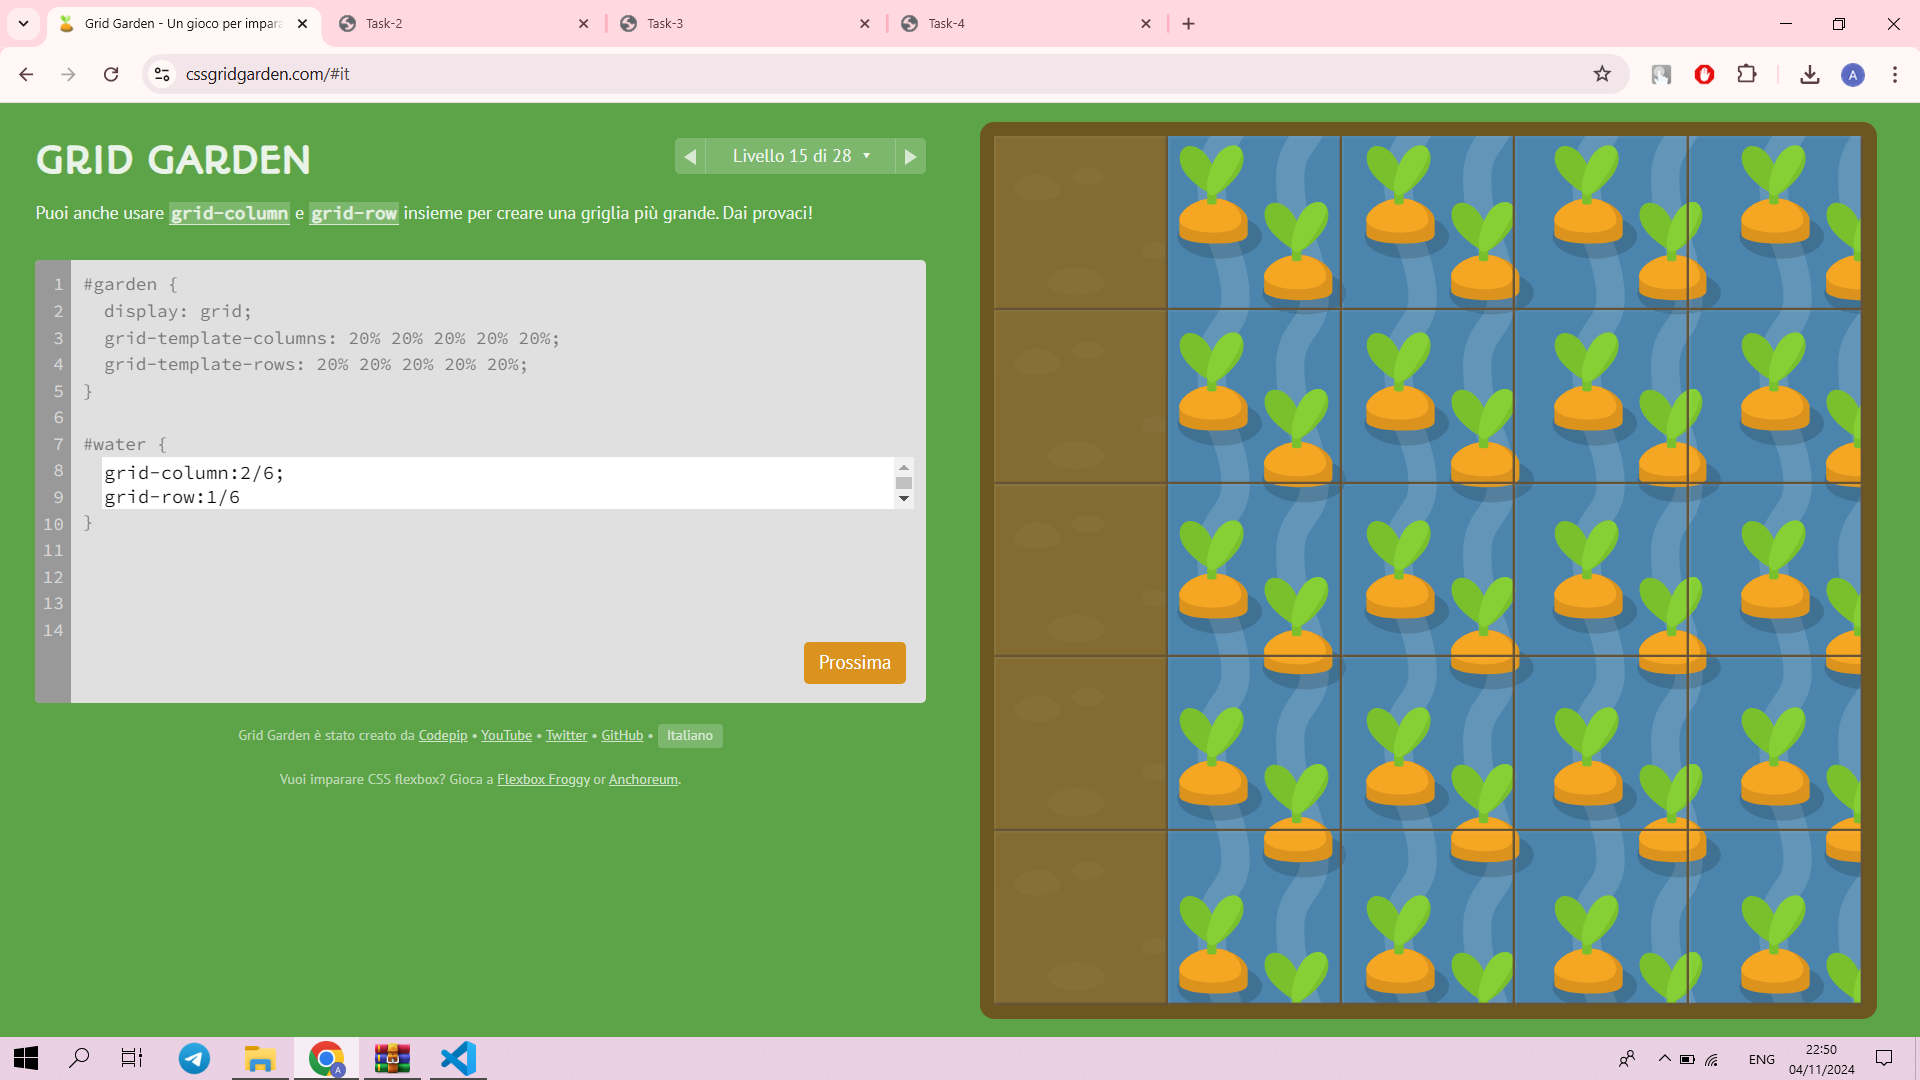 Grid Garden - Un gioco per impara
Task-2
Task-3
Task-4
cssgridgarden.com/#it
A
GRID GARDEN
Livello 15 di 28
Puoi anche usare grid-column e grid-row insieme per creare una griglia più grande. Dai provaci!
1 #garden {
2 display: grid;
3 grid-template-columns: 20% 20% 20% 20% 20%;
4 grid-template-rows: 20% 20% 20% 20% 20%;
5 }
6
7 #water {
8 grid-column:2/6;
9 grid-row:1/6
10 }
11
12
13
14
Prossima
Grid Garden è stato creato da Codepip • YouTube • Twitter • GitHub • Italiano
Vuoi imparare CSS flexbox? Gioca a Flexbox Froggy or Anchoreum.
A
ENG
22:50
04/11/2024